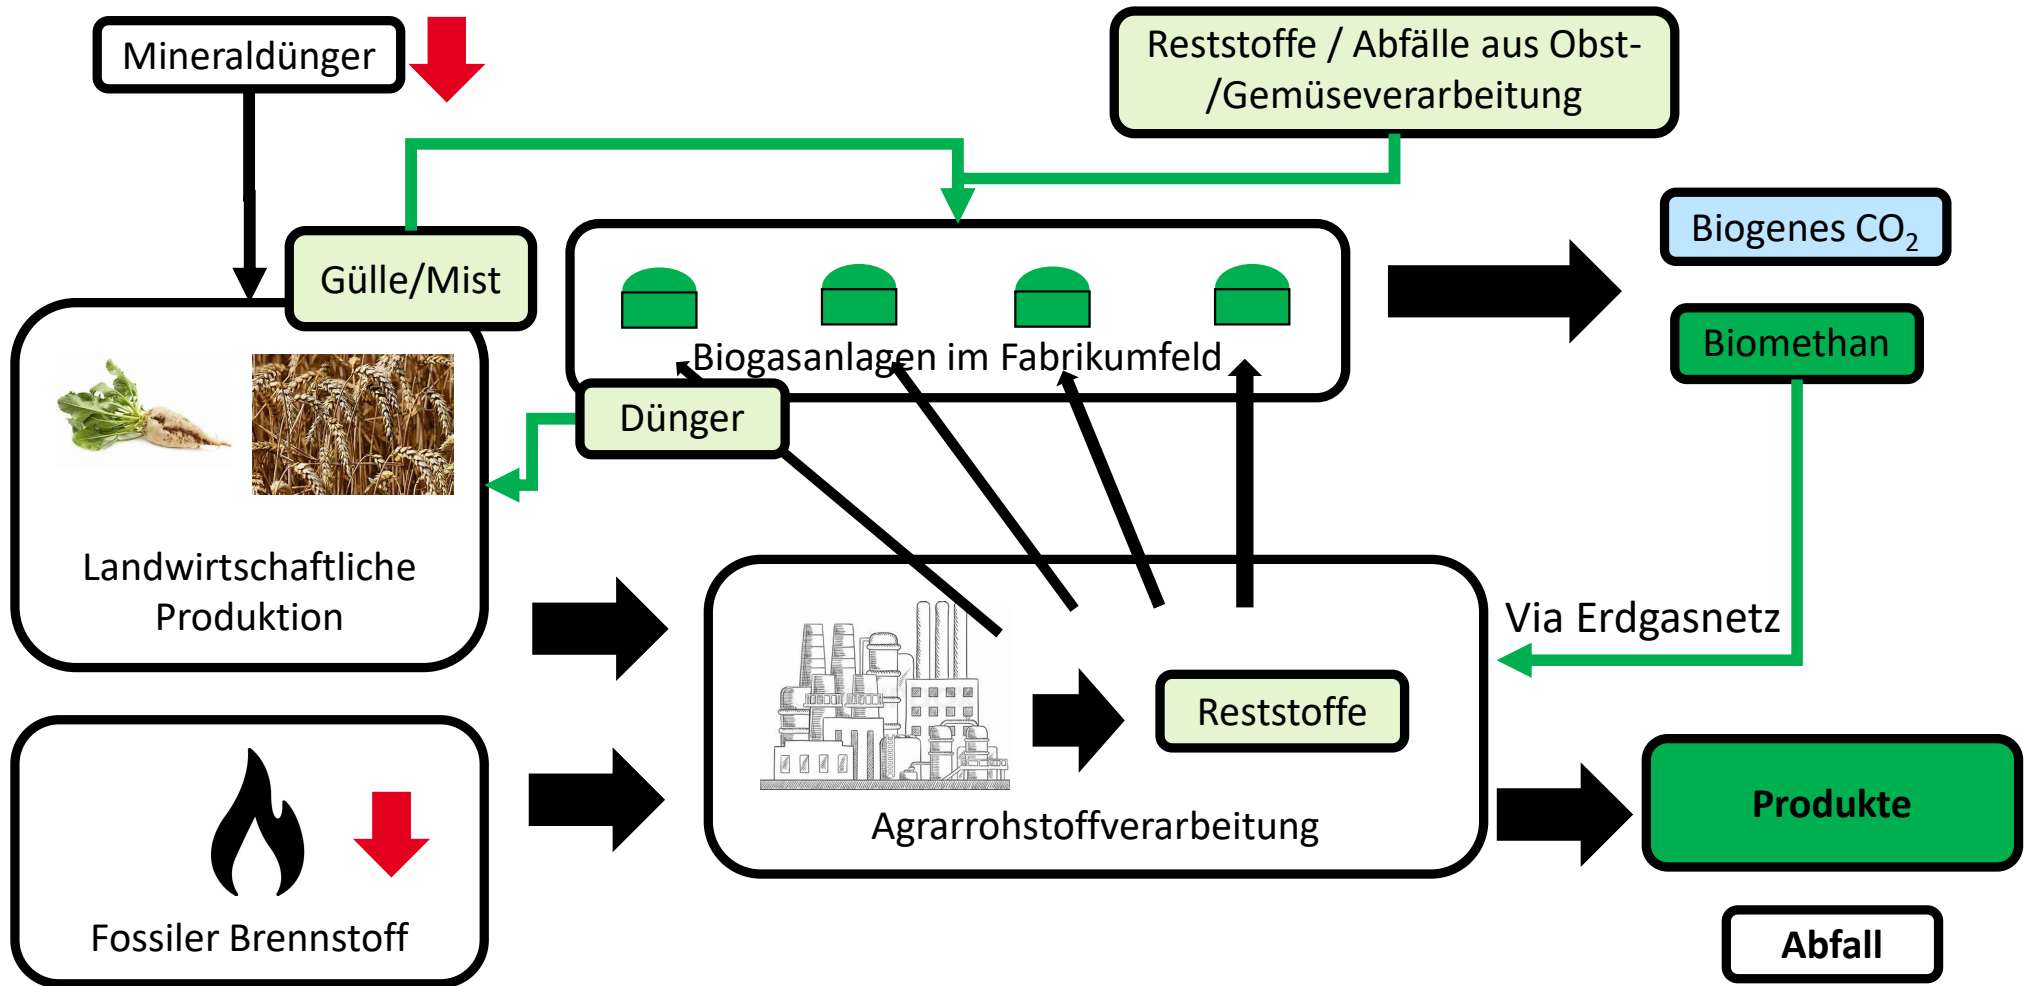 Mineraldünger
Reststoffe / Abfälle aus Obst-
/Gemüseverarbeitung
Gülle/Mist
Biogenes CO₂
Biomethan
Biogasanlagen im Fabrikumfeld
Dünger
Landwirtschaftliche
Produktion
Via Erdgasnetz
Reststoffe
Agrarrohstoffverarbeitung
Produkte
Fossiler Brennstoff
Abfall